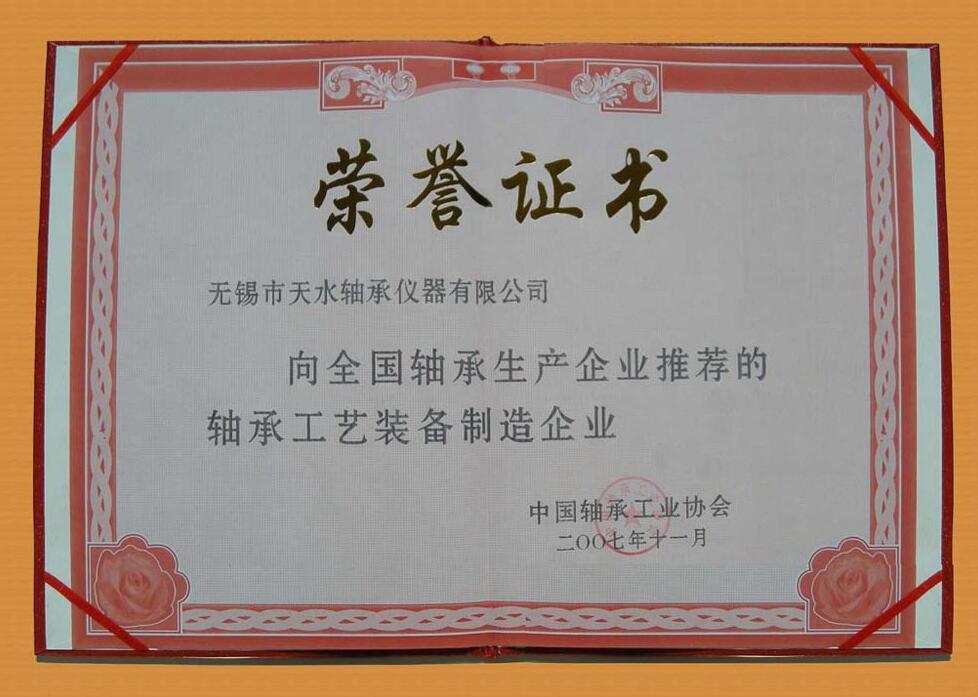 荣誉证书
无锡市天水轴承仪器有限公司
向全国轴承生产企业推荐的
轴承工艺装备制造企业
中国轴承工业协会
二〇〇七年十一月